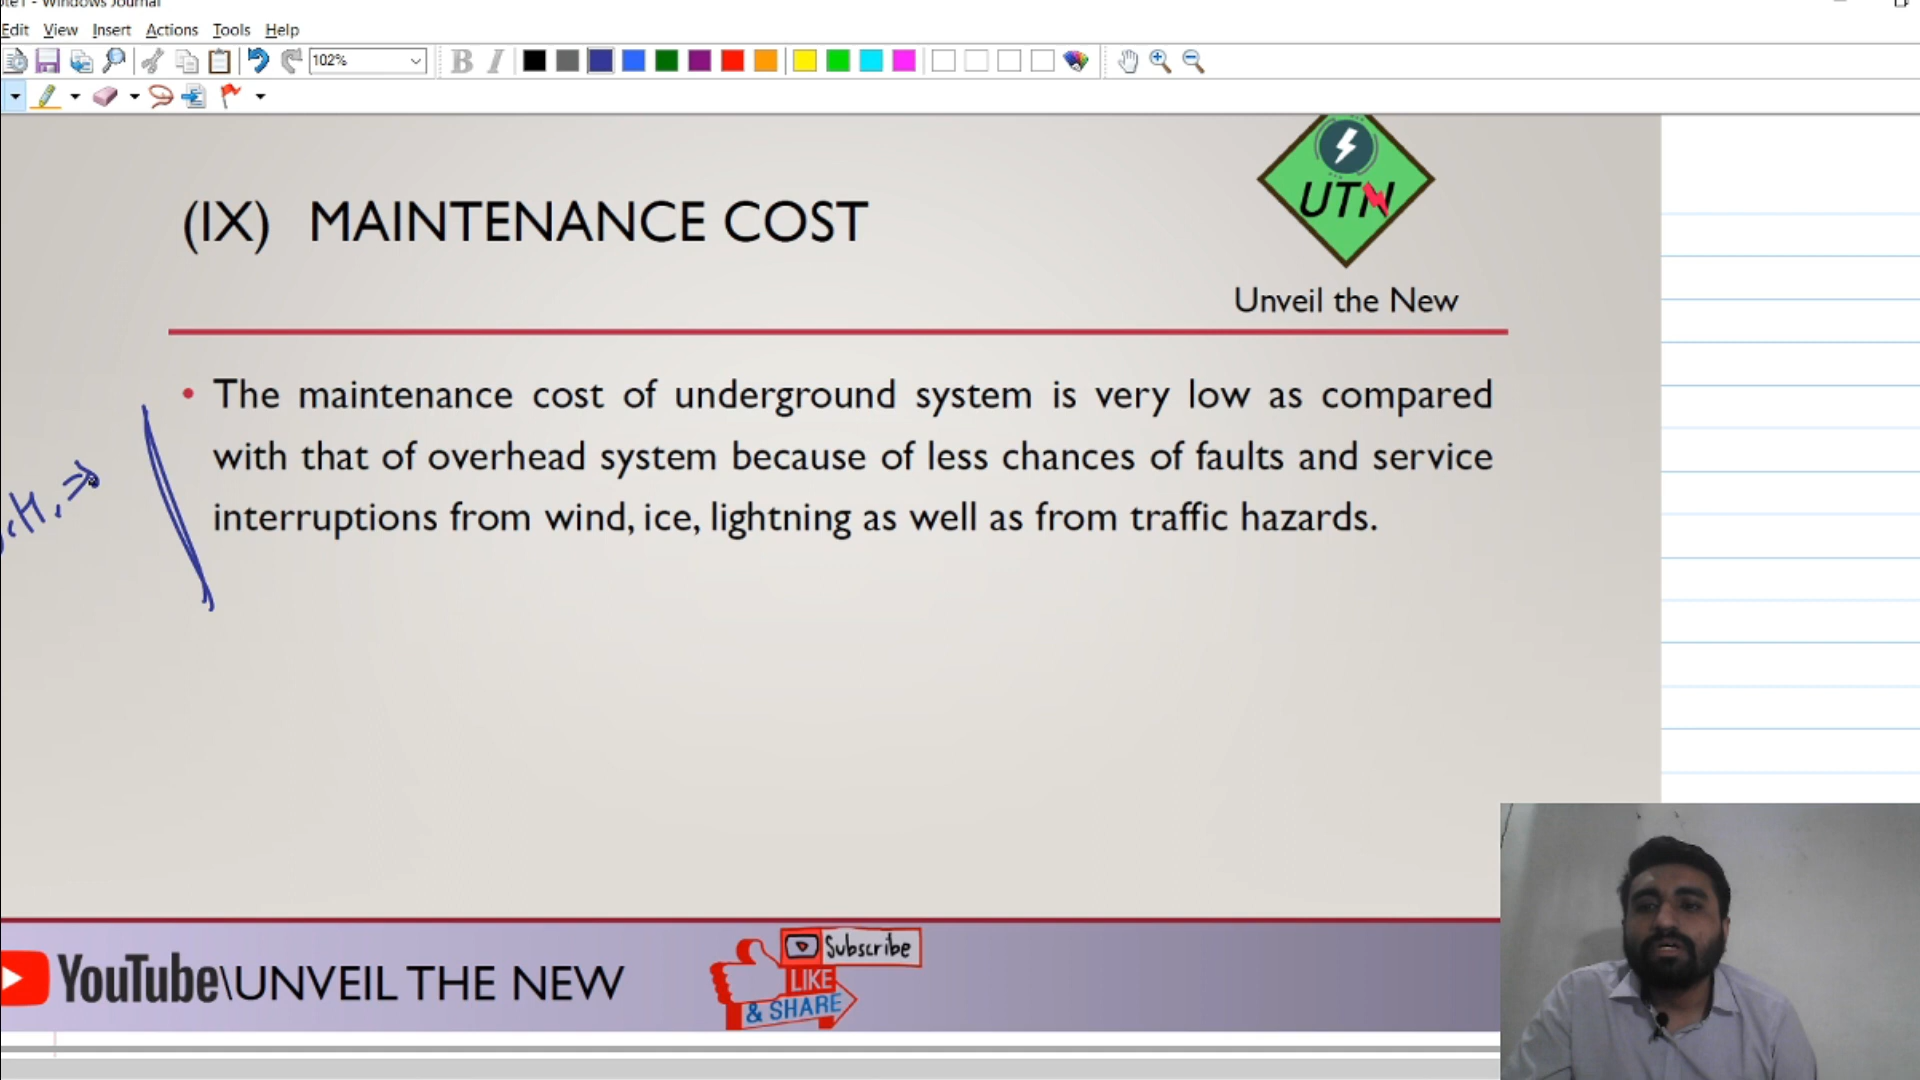 Windows Journal
Edit View Insert Actions Tools Help
102%
B I
UTN
(IX) MAINTENANCE COST
Unveil the New
• The maintenance cost of underground system is very low as compared
with that of overhead system because of less chances of faults and service
interruptions from wind, ice, lightning as well as from traffic hazards.
Subscribe
YouTube\UNVEIL THE NEW
LIKE
& SHARE